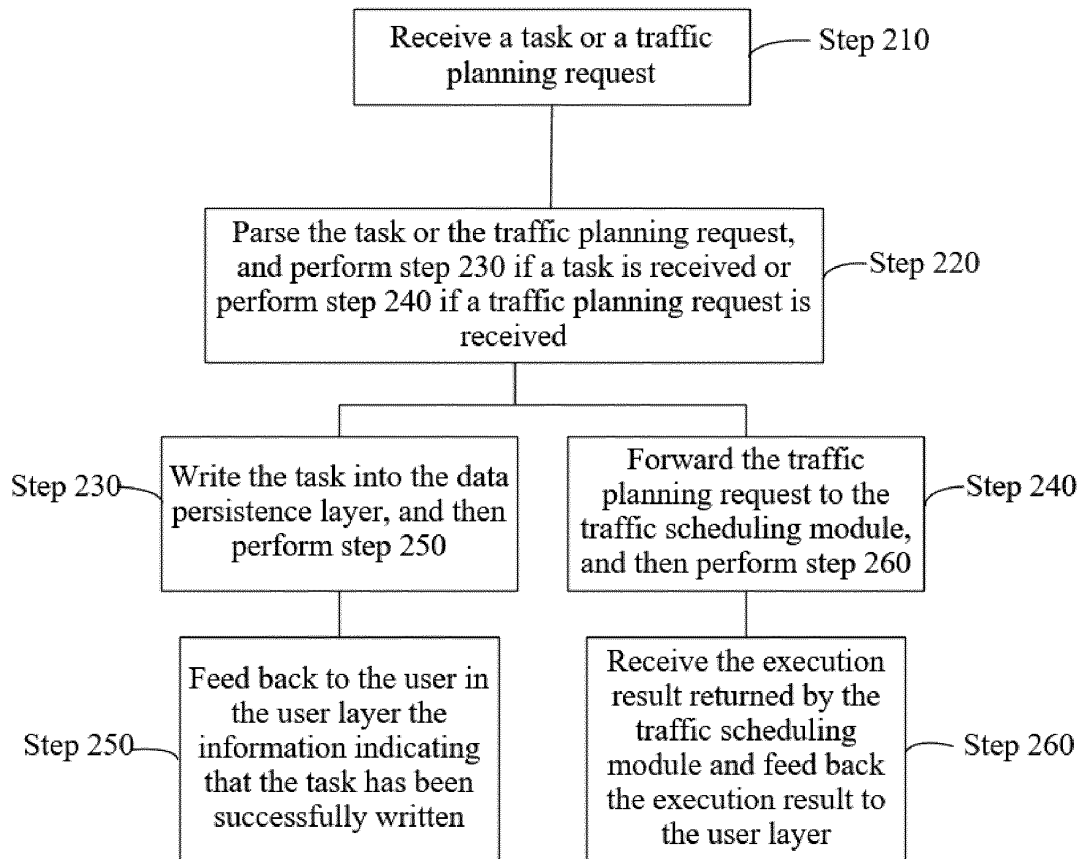 Receive a task or a traffic
planning request
Step 210
Parse the task or the traffic planning request,
and perform step 230 if a task is received or
perform step 240 if a traffic planning request is
received
Step 220
Step 230
Write the task into the data
persistence layer, and then
perform step 250
Forward the traffic
planning request to the
traffic scheduling module,
and then perform step 260
Step 240
Step 250
Feed back to the user in
the user layer the
information indicating
that the task has been
successfully written
Receive the execution
result returned by the
traffic scheduling
module and feed back
the execution result to
the user layer
Step 260